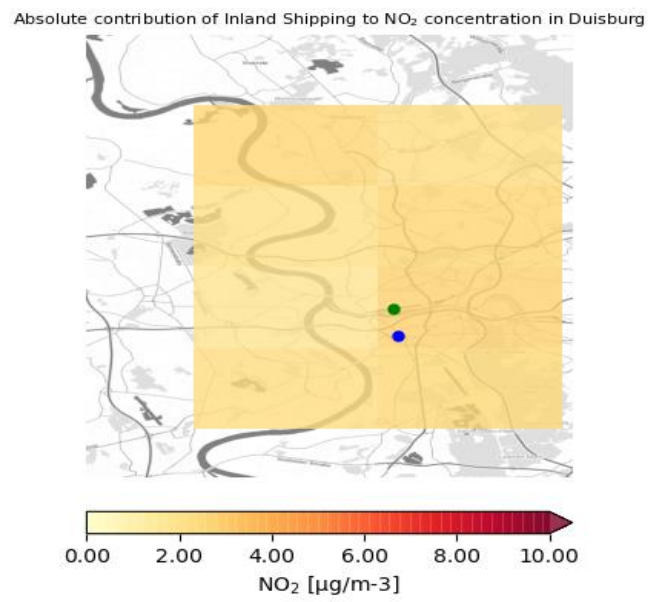 Absolute contribution of Inland Shipping to NO₂ concentration in Duisburg
0.00 2.00 4.00 6.00 8.00 10.00
NO₂ [µg/m-3]